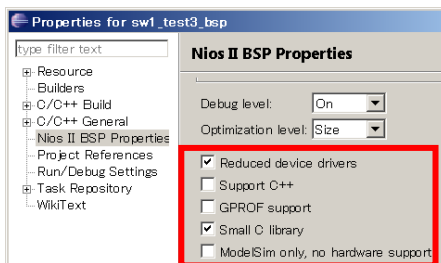 Properties for sw1_test3_bsp
type filter text
Resource
Builders
C/C++ Build
C/C++ General
Nios II BSP Properties
Project References
Run/Debug Settings
Task Repository
WikiText
Nios II BSP Properties
Debug level: On
Optimization level: Size
Reduced device drivers
Support C++
GPROF support
Small C library
ModelSim only, no hardware support